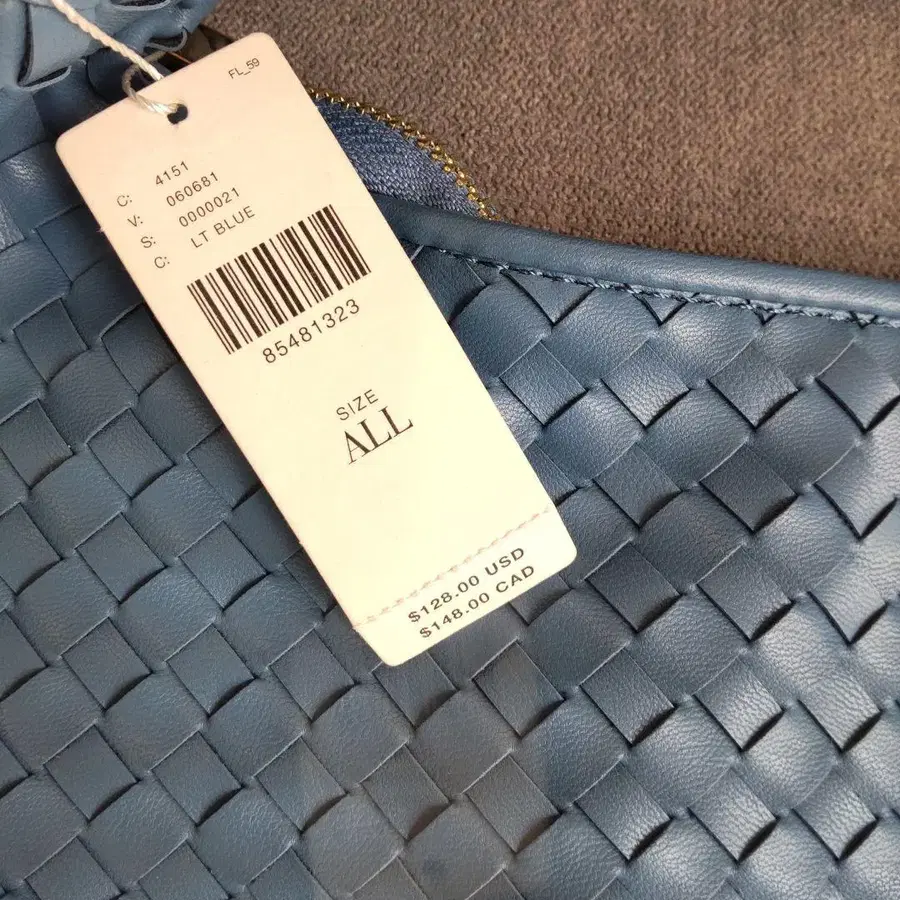 FL_59
C: 4151
V: 060681
S: 0000021
C: LT BLUE
85481323
SIZE
ALL
$128.00 USD
$148.00 CAD